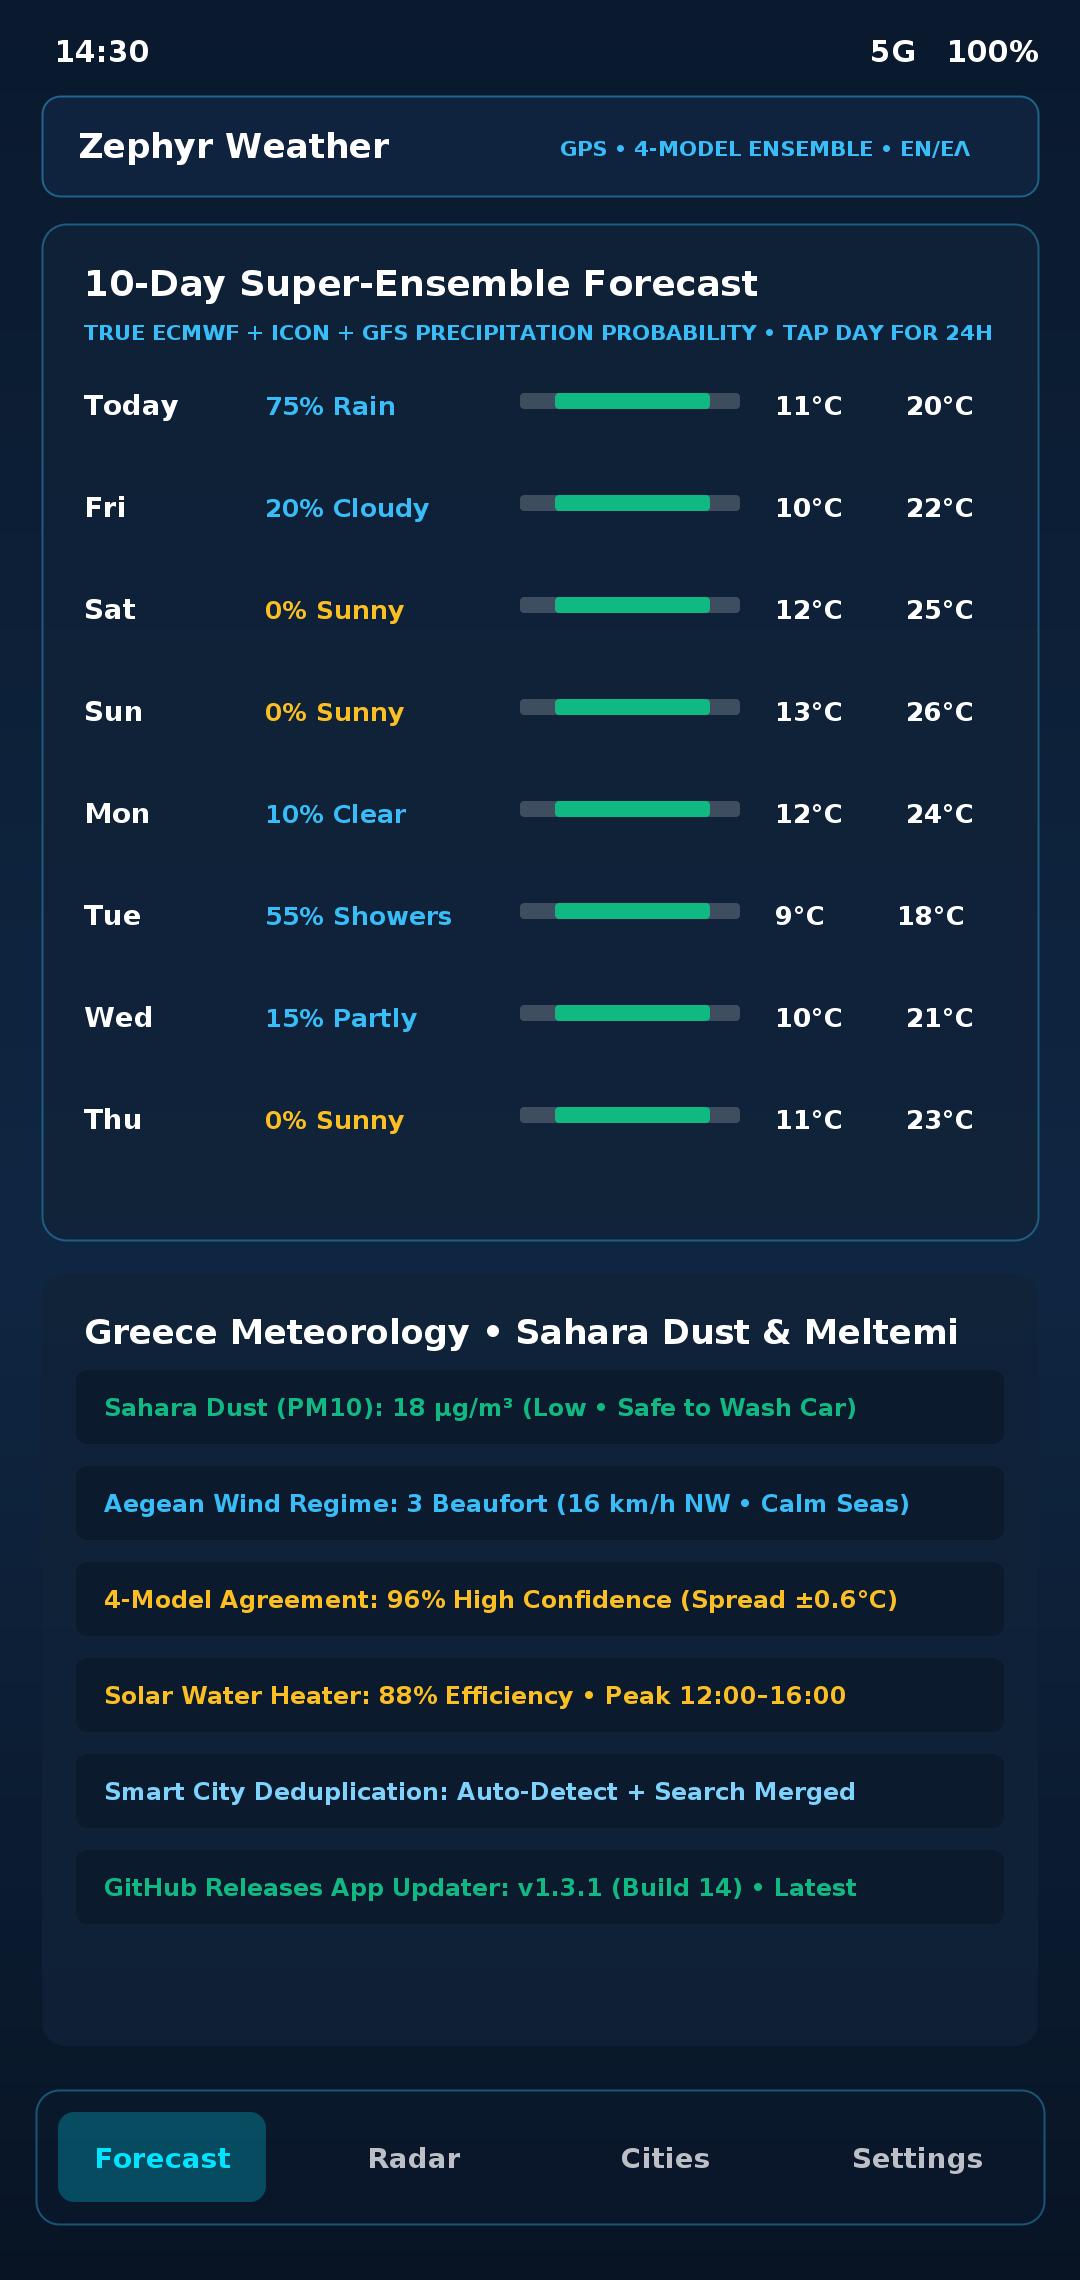 14:30 5G 100%
Zephyr Weather GPS • 4-MODEL ENSEMBLE • EN/ΕΛ
10-Day Super-Ensemble Forecast
TRUE ECMWF + ICON + GFS PRECIPITATION PROBABILITY • TAP DAY FOR 24H
Today 75% Rain 11°C 20°C
Fri 20% Cloudy 10°C 22°C
Sat 0% Sunny 12°C 25°C
Sun 0% Sunny 13°C 26°C
Mon 10% Clear 12°C 24°C
Tue 55% Showers 9°C 18°C
Wed 15% Partly 10°C 21°C
Thu 0% Sunny 11°C 23°C
Greece Meteorology • Sahara Dust & Meltemi
Sahara Dust (PM10): 18 µg/m³ (Low • Safe to Wash Car)
Aegean Wind Regime: 3 Beaufort (16 km/h NW • Calm Seas)
4-Model Agreement: 96% High Confidence (Spread ±0.6°C)
Solar Water Heater: 88% Efficiency • Peak 12:00–16:00
Smart City Deduplication: Auto-Detect + Search Merged
GitHub Releases App Updater: v1.3.1 (Build 14) • Latest
Forecast Radar Cities Settings